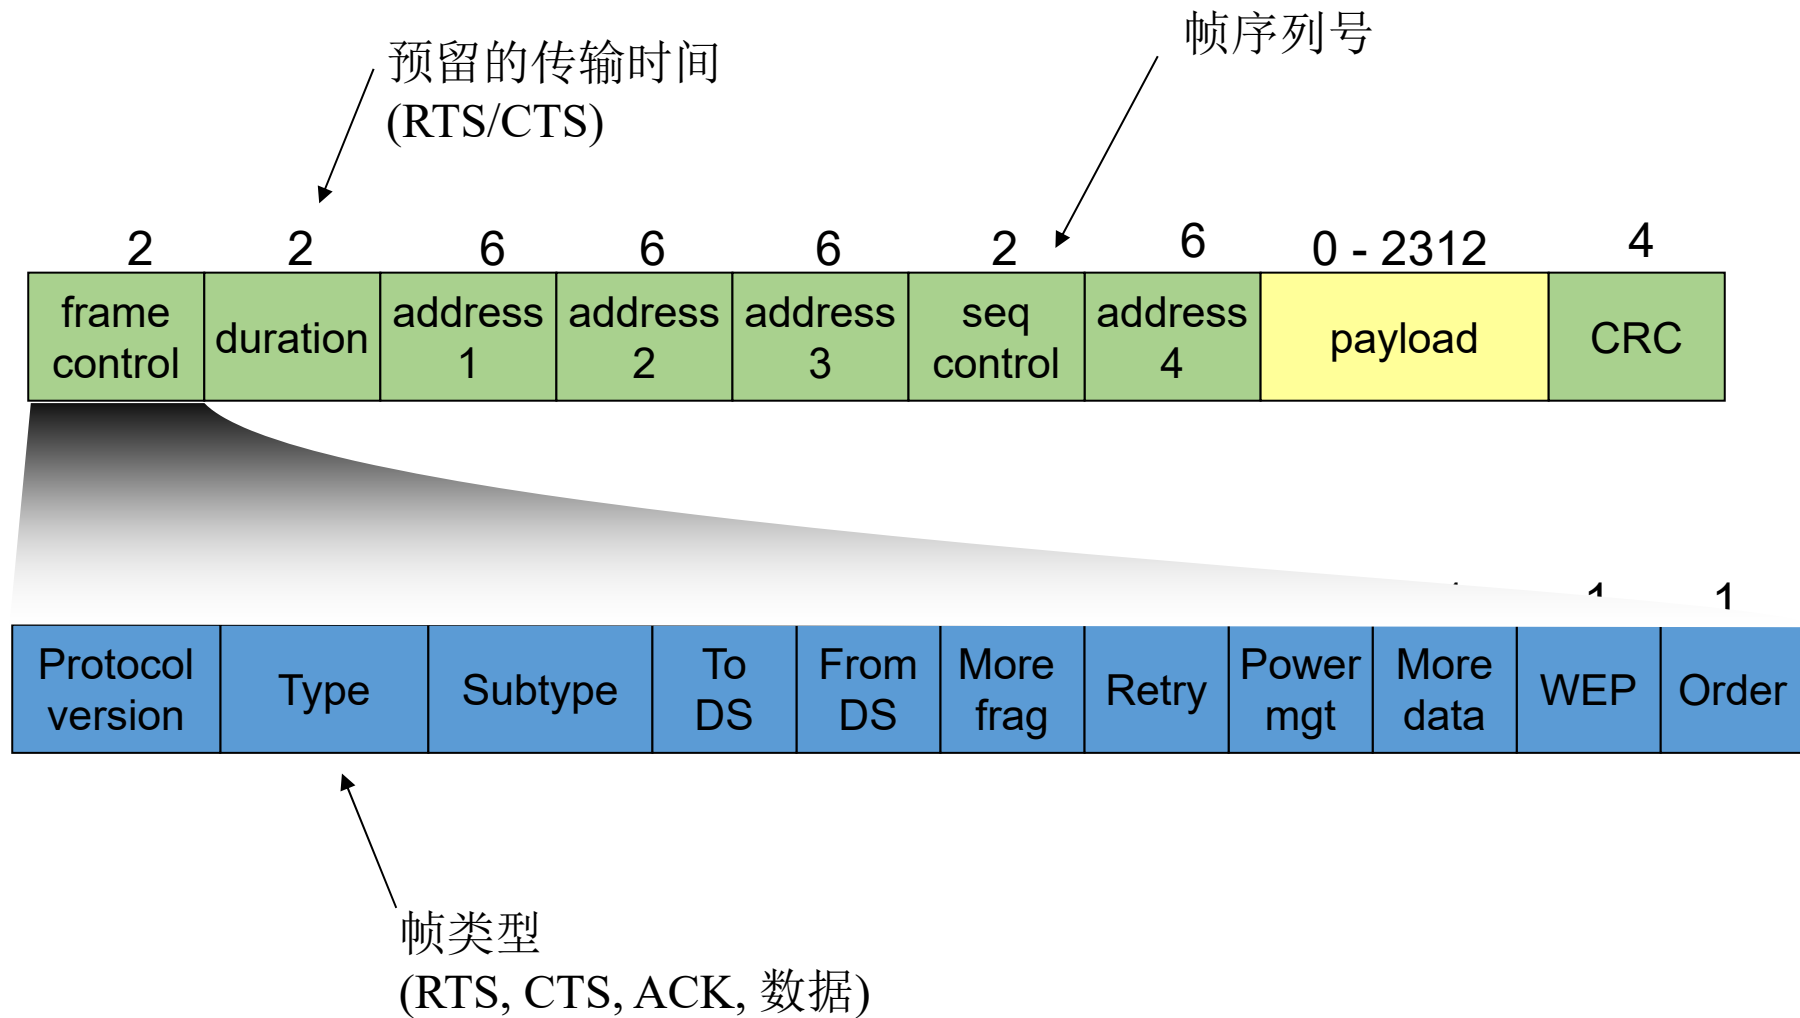 预留的传输时间
(RTS/CTS)
帧序列号
2 2 6 6 6 2 6 0 - 2312 4
frame control duration address 1 address 2 address 3 seq control address 4 payload CRC
1 1
Protocol version Type Subtype To DS From DS More frag Retry Power mgt More data WEP Order
帧类型
(RTS, CTS, ACK, 数据)